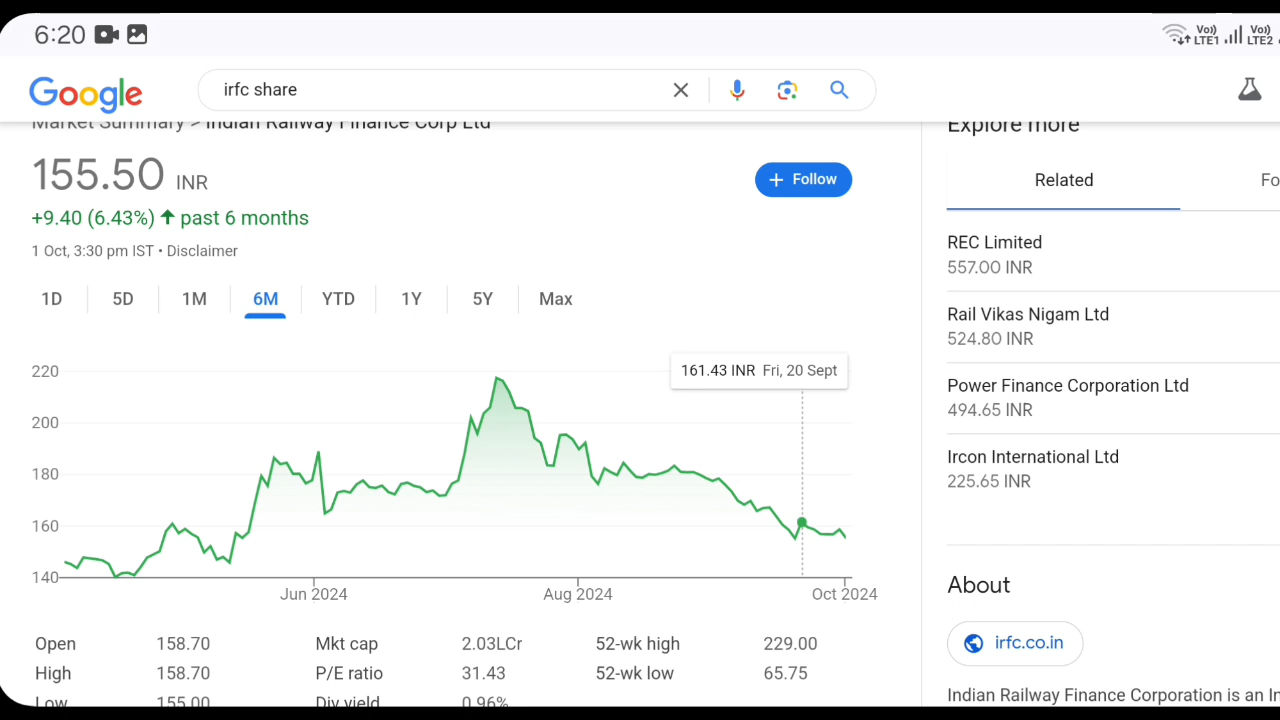 6:20
Vo)) LTE1 Vo)) LTE2
Google
irfc share
Market Summary > Indian Railway Finance Corp Ltd
155.50 INR
+ Follow
+9.40 (6.43%) ↑ past 6 months
1 Oct, 3:30 pm IST • Disclaimer
1D 5D 1M 6M YTD 1Y 5Y Max
161.43 INR Fri, 20 Sept
220
200
180
160
140
Jun 2024 Aug 2024 Oct 2024
Open 158.70 Mkt cap 2.03LCr 52-wk high 229.00
High 158.70 P/E ratio 31.43 52-wk low 65.75
Low 155.00 Div yield 0.96%
Explore more
Related Fo
REC Limited
557.00 INR
Rail Vikas Nigam Ltd
524.80 INR
Power Finance Corporation Ltd
494.65 INR
Ircon International Ltd
225.65 INR
About
irfc.co.in
Indian Railway Finance Corporation is an In